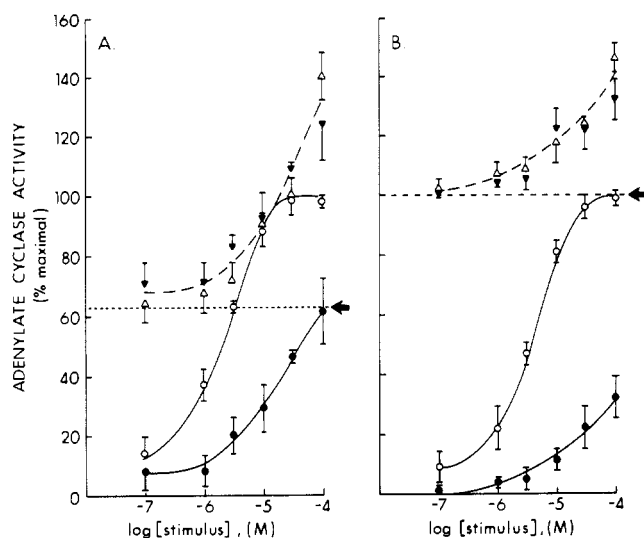 A.
B.
ADENYLATE CYCLASE ACTIVITY
(% maximal)
160
140
120
100
80
60
40
20
0
-7
-6
-5
-4
log [stimulus] , (M)
-7
-6
-5
-4
log [stimulus] , (M)